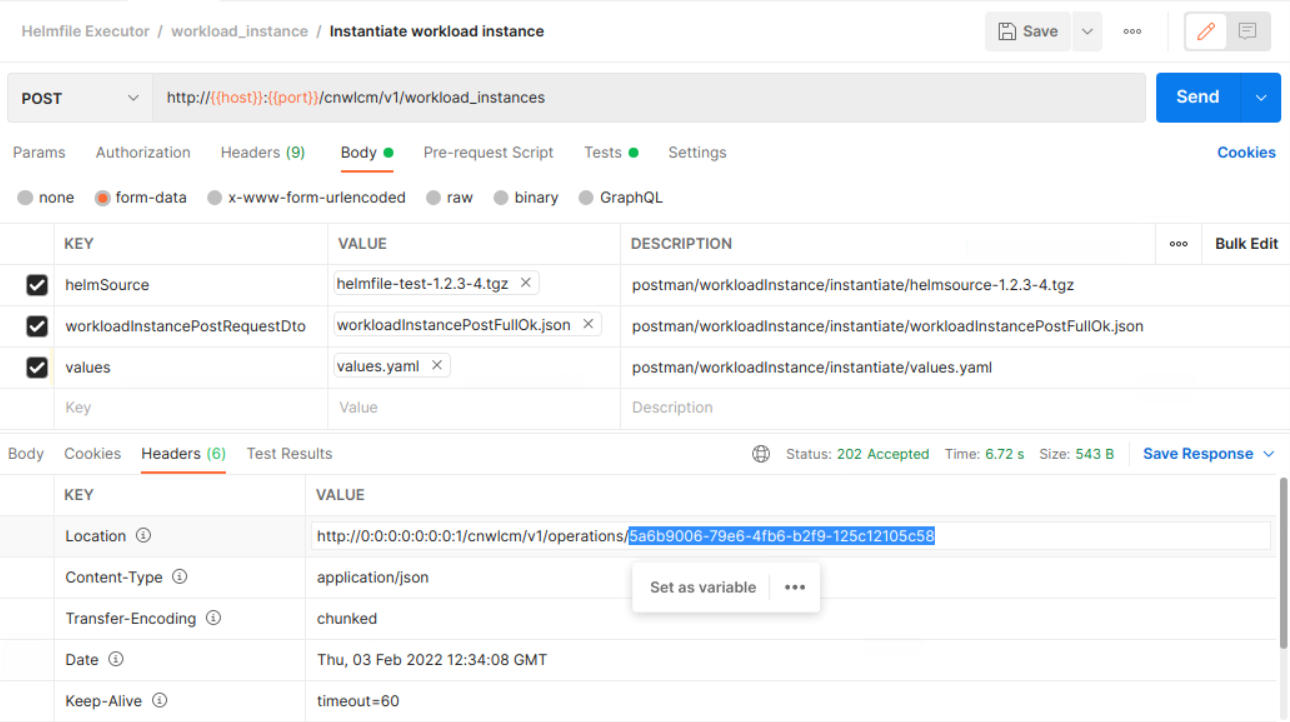 Helmfile Executor / workload_instance / Instantiate workload instance
Save
POST
http://{{host}}:{{port}}/cnwlcm/v1/workload_instances
Send
Params Authorization Headers (9) Body Pre-request Script Tests Settings Cookies
none form-data x-www-form-urlencoded raw binary GraphQL
KEY VALUE DESCRIPTION Bulk Edit
helmSource helmfile-test-1.2.3-4.tgz postman/workloadInstance/instantiate/helmsource-1.2.3-4.tgz
workloadInstancePostRequestDto workloadInstancePostFullOk.json postman/workloadInstance/instantiate/workloadInstancePostFullOk.json
values values.yaml postman/workloadInstance/instantiate/values.yaml
Key Value Description
Body Cookies Headers (6) Test Results Status: 202 Accepted Time: 6.72 s Size: 543 B Save Response
KEY VALUE
Location http://0:0:0:0:0:0:0:1/cnwlcm/v1/operations/5a6b9006-79e6-4fb6-b2f9-125c12105c58
Set as variable
Content-Type application/json
Transfer-Encoding chunked
Date Thu, 03 Feb 2022 12:34:08 GMT
Keep-Alive timeout=60